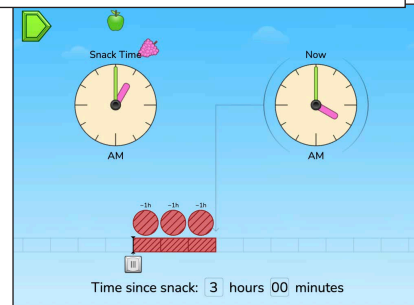 Snack Time
Now
AM
AM
-1h -1h -1h
Time since snack: 3 hours 00 minutes